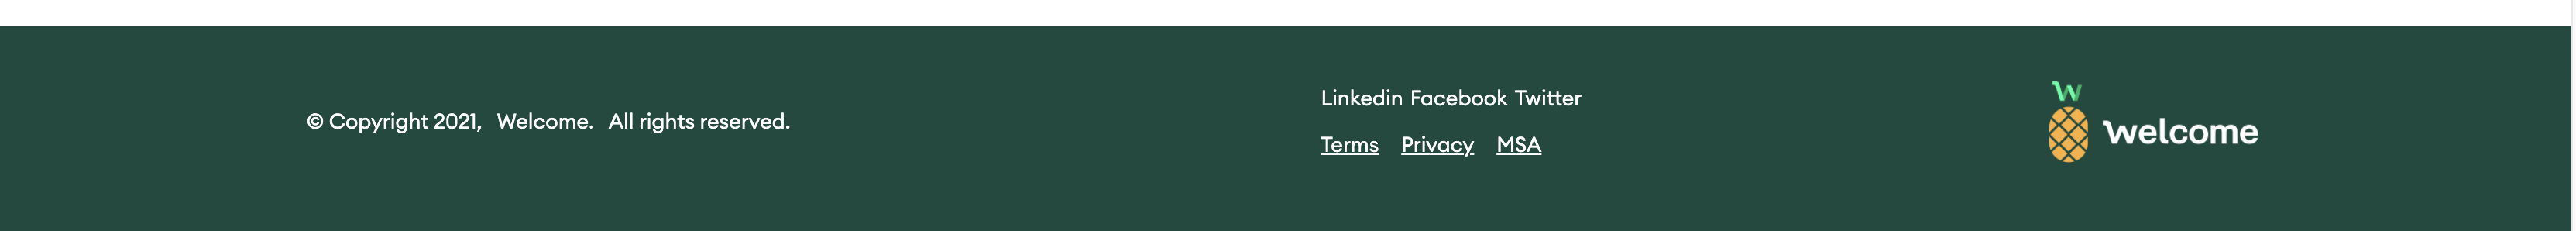 © Copyright 2021, Welcome. All rights reserved.
Linkedin Facebook Twitter
Terms Privacy MSA
welcome